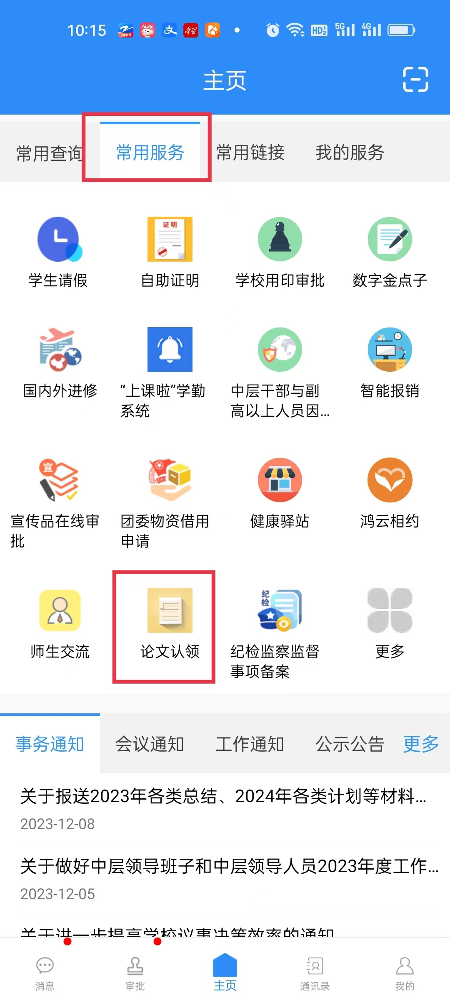 10:15 12.12 支 学习 HD 1 2 5G 4G
主页
常用查询 常用服务 常用链接 我的服务
证明
学生请假 自助证明 学校用印审批 数字金点子
国内外进修 “上课啦”学勤 中层干部与副 智能报销
系统 高以上人员因...
宣
宣传品在线审 团委物资借用 健康驿站 鸿云相约
批 申请
纪
检
师生交流 论文认领 纪检监察监督 更多
事项备案
事务通知 会议通知 工作通知 公示公告 更多
关于报送2023年各类总结、2024年各类计划等材料...
2023-12-08
关于做好中层领导班子和中层领导人员2023年度工作...
2023-12-05
关于进一步提高学校议事决策效率的通知
消息 审批 主页 通讯录 我的